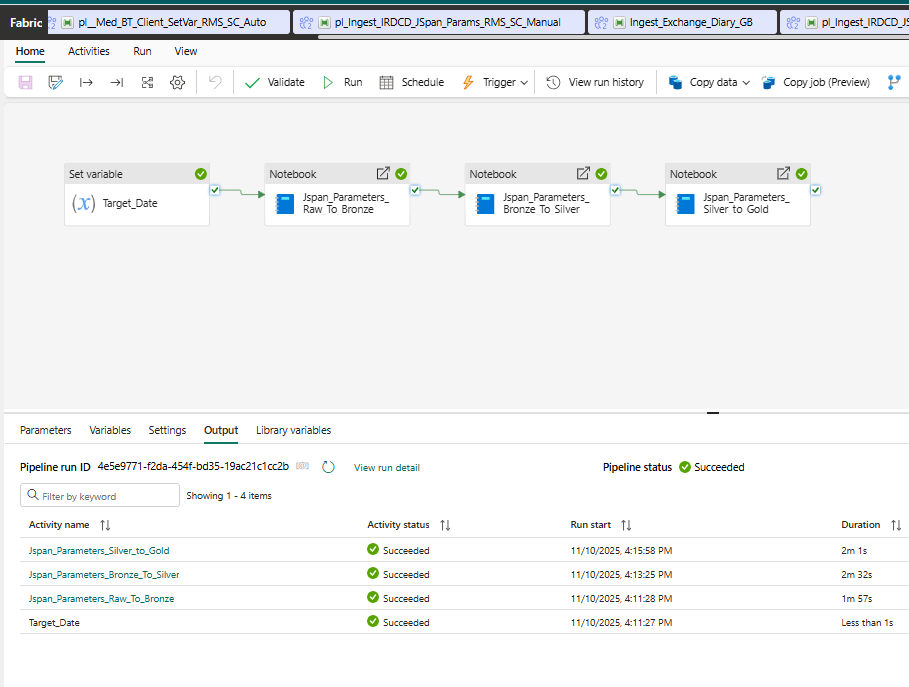 Fabric
pl__Med_BT_Client_SetVar_RMS_SC_Auto
pl_Ingest_IRDCD_JSpan_Params_RMS_SC_Manual
Ingest_Exchange_Diary_GB
pl_Ingest_IRDCD_JS
Home Activities Run View
Validate Run Schedule Trigger View run history Copy data Copy job (Preview)
Set variable
(x) Target_Date
Notebook
Jspan_Parameters_
Raw To Bronze
Notebook
Jspan_Parameters_
Bronze To Silver
Notebook
Jspan_Parameters_
Silver to Gold
Parameters Variables Settings Output Library variables
Pipeline run ID 4e5e9771-f2da-454f-bd35-19ac21c1cc2b View run detail Pipeline status Succeeded
Filter by keyword Showing 1 - 4 items
Activity name Activity status Run start Duration
Jspan_Parameters_Silver_to_Gold Succeeded 11/10/2025, 4:15:58 PM 2m 1s
Jspan_Parameters_Bronze_To_Silver Succeeded 11/10/2025, 4:13:25 PM 2m 32s
Jspan_Parameters_Raw_To_Bronze Succeeded 11/10/2025, 4:11:28 PM 1m 57s
Target_Date Succeeded 11/10/2025, 4:11:27 PM Less than 1s